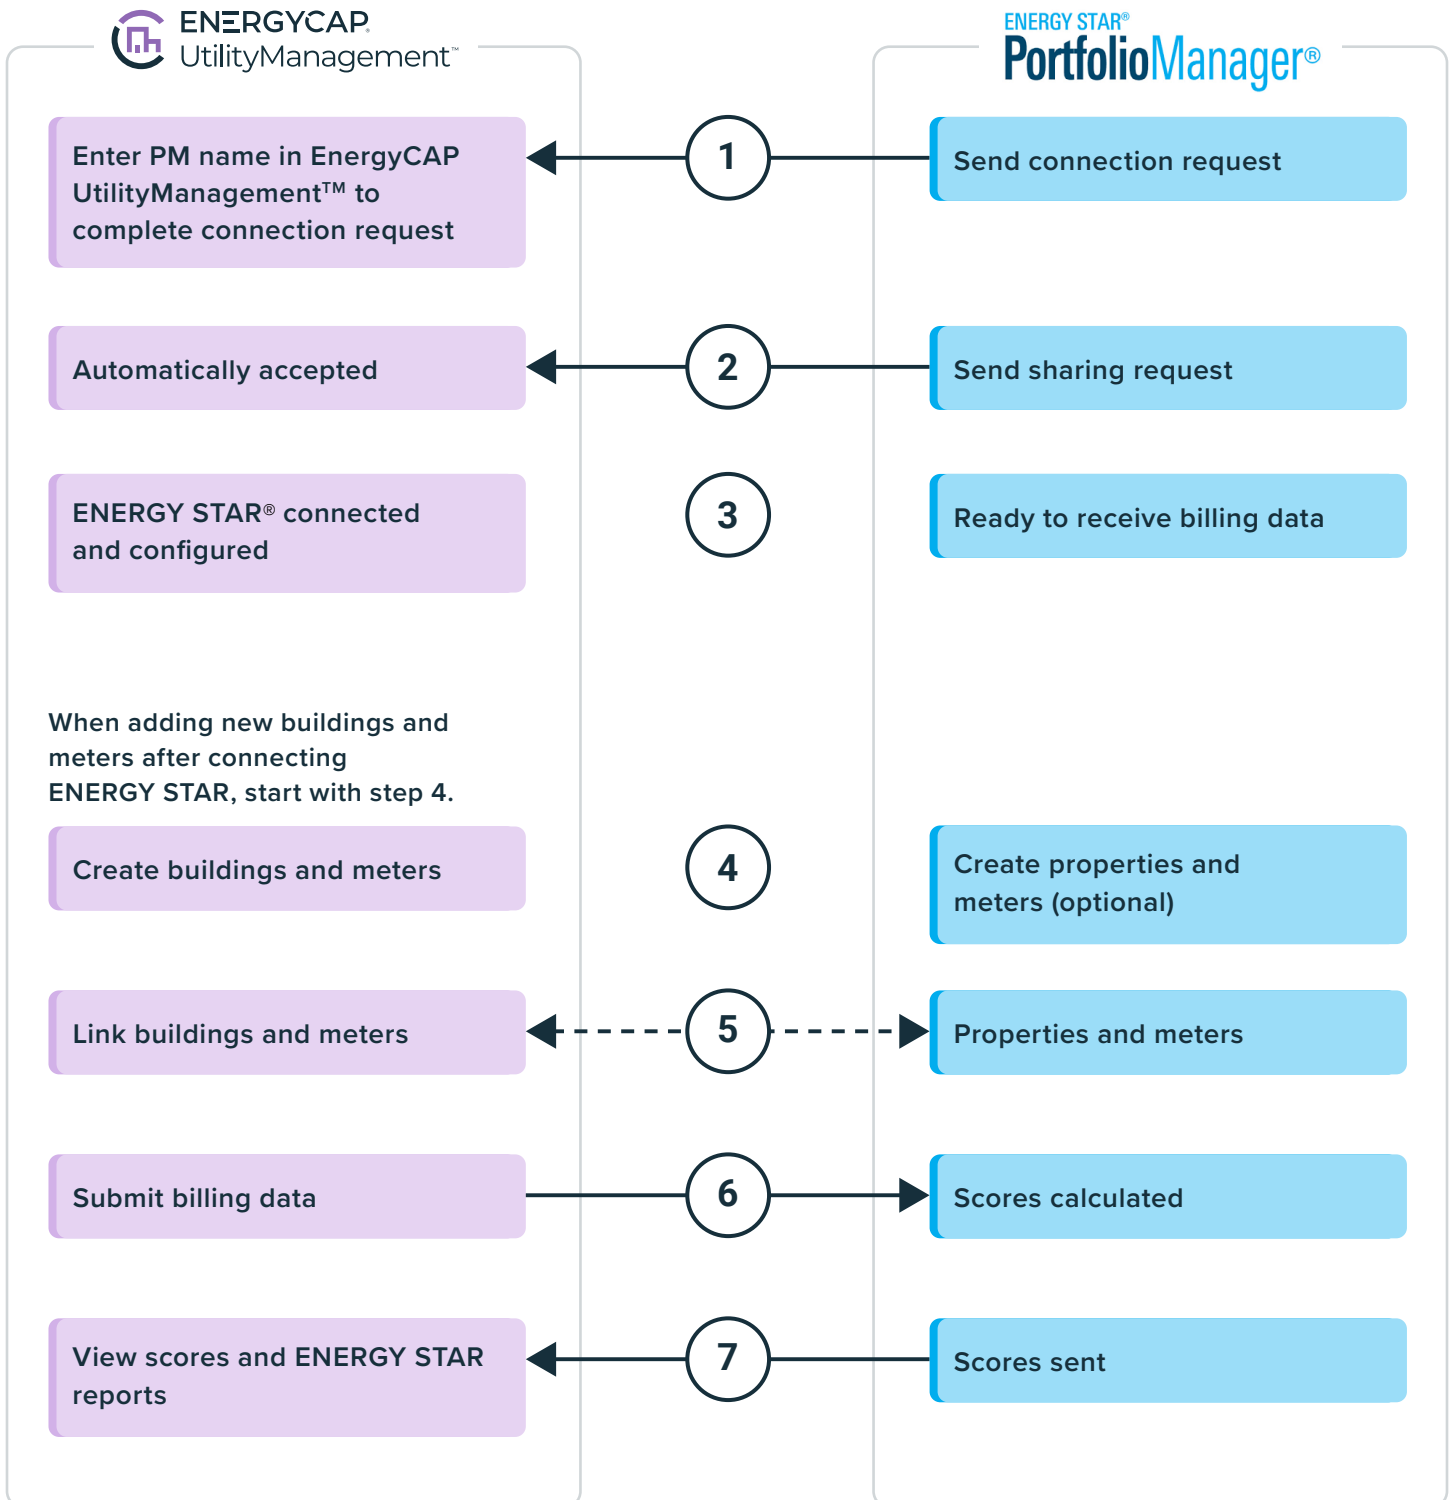 ENERGYCAP®
UtilityManagement™
ENERGY STAR®
PortfolioManager®
Enter PM name in EnergyCAP
UtilityManagement™ to
complete connection request
1
Send connection request
Automatically accepted
2
Send sharing request
ENERGY STAR® connected
and configured
3
Ready to receive billing data
When adding new buildings and
meters after connecting
ENERGY STAR, start with step 4.
Create buildings and meters
4
Create properties and
meters (optional)
Link buildings and meters
5
Properties and meters
Submit billing data
6
Scores calculated
View scores and ENERGY STAR
reports
7
Scores sent